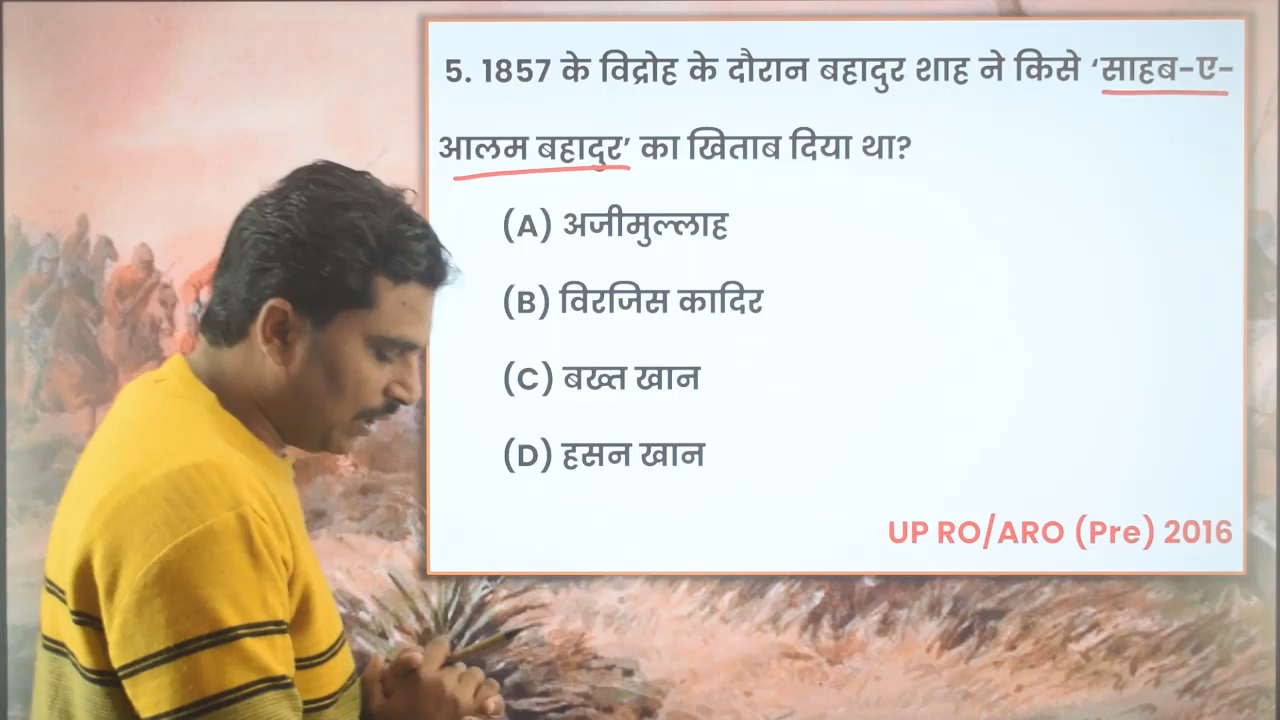 5. 1857 के विद्रोह के दौरान बहादुर शाह ने किसे ‘साहब-ए-
आलम बहादुर’ का खिताब दिया था?
(A) अजीमुल्लाह
(B) विरजिस कादिर
(C) बख्त खान
(D) हसन खान
UP RO/ARO (Pre) 2016